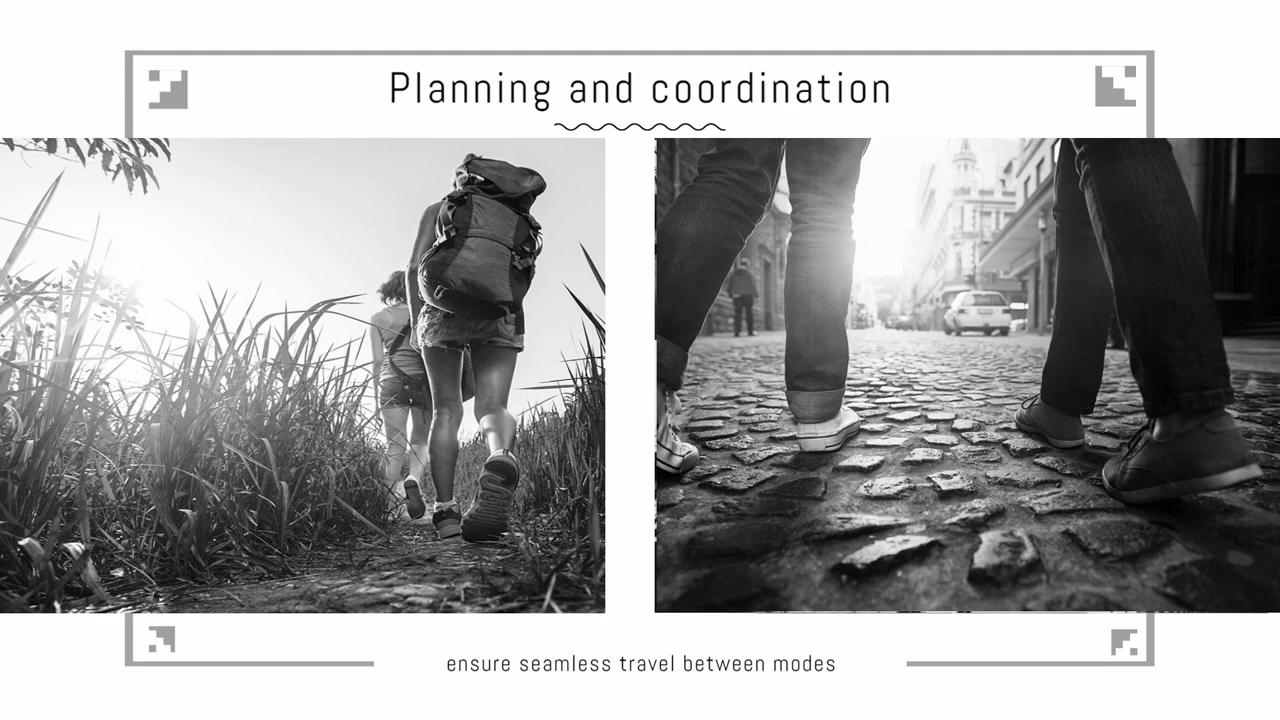 Planning and coordination
ensure seamless travel between modes